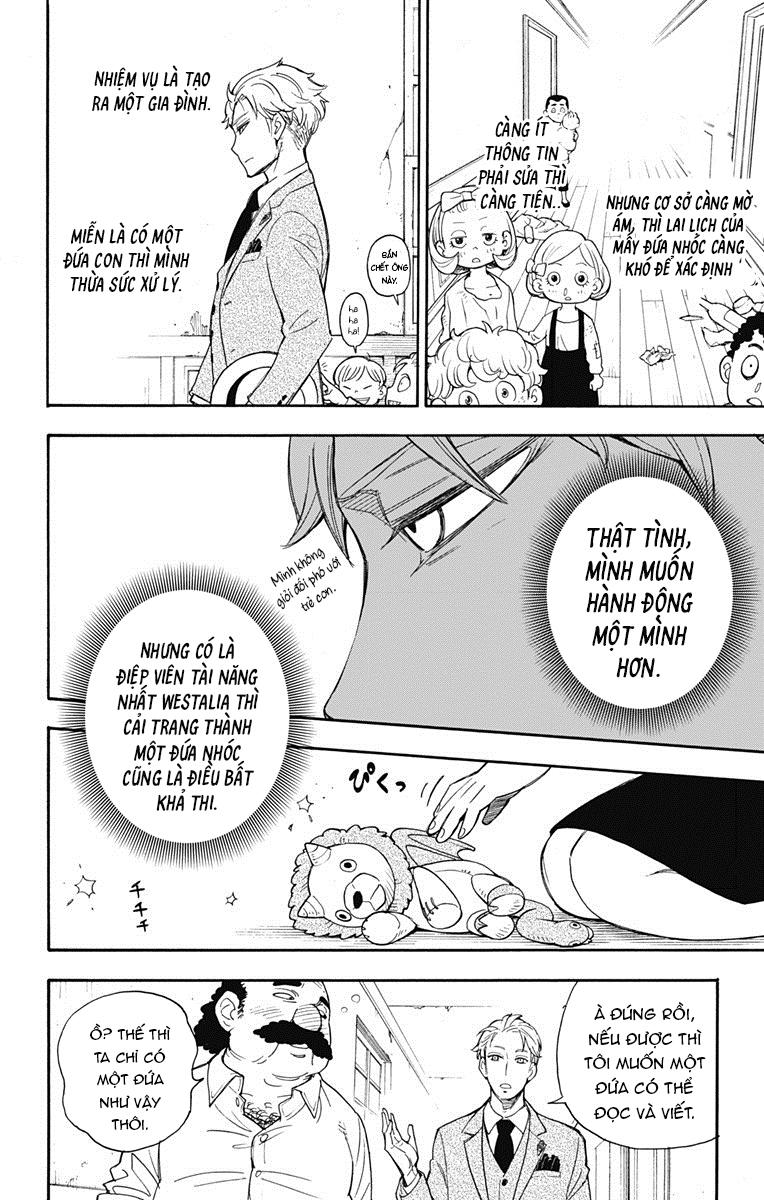 CÀNG ÍT
THÔNG TIN
PHẢI SỬA THÌ
CÀNG TIỆN..
NHƯNG CƠ SỞ CÀNG MỜ
ÁM, THÌ LAI LỊCH CỦA
MẤY ĐỨA NHÓC CÀNG
KHÓ ĐỂ XÁC ĐỊNH
NHIỆM VỤ LÀ TẠO
RA MỘT GIA ĐÌNH.
MIỄN LÀ CÓ MỘT
ĐỨA CON THÌ MÌNH
THỪA SỨC XỬ LÝ.
BẮN
CHẾT ÔNG
NÀY.
ha
ha
ha!
THẬT TÌNH,
MÌNH MUỐN
HÀNH ĐỘNG
MỘT MÌNH
HƠN.
Mình không
giỏi đối phó với
trẻ con.
NHƯNG CÓ LÀ
ĐIỆP VIÊN TÀI NĂNG
NHẤT WESTALIA THÌ
CẢI TRANG THÀNH
MỘT ĐỨA NHÓC
CŨNG LÀ ĐIỀU BẤT
KHẢ THI.
ぴくっ
チチチ
À ĐÚNG RỒI,
NẾU ĐƯỢC THÌ
TÔI MUỐN MỘT
ĐỨA CÓ THỂ
ĐỌC VÀ VIẾT.
Ồ? THẾ THÌ
TA CHỈ CÓ
MỘT ĐỨA
NHƯ VẬY
THÔI.